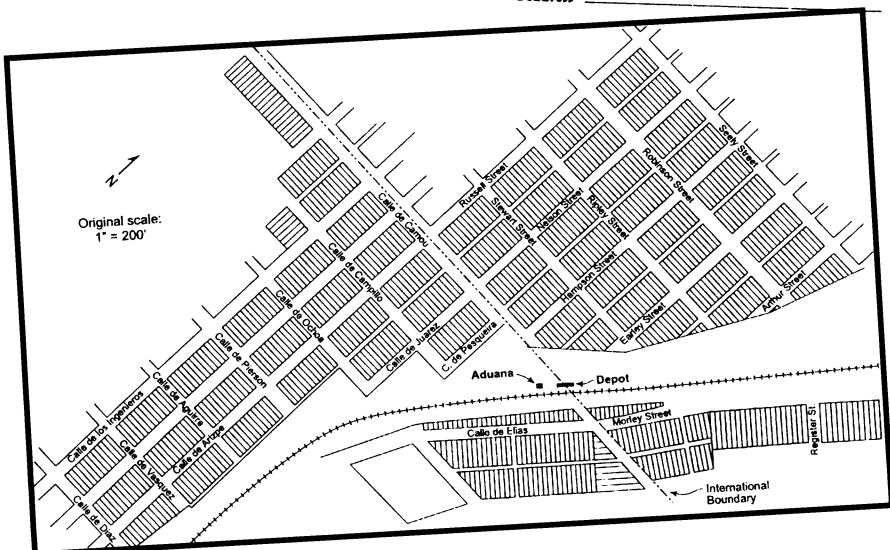 N
Original scale:
1" = 200'
Seely Street
Robinson Street
Russell Street
Stewart Street
Nelson Street
Ripley Street
Hampson Street
Earley Street
Arthur Street
Calle de Camou
Calle de Campillo
Calle de Ochoa
Calle de Juarez
C. de Pesqueira
Calle de Pierson
Calle de Aguirra
Calle de los Ingenieros
Calle de Arizpe
Calle de Vasquez
Calle de Diaz
Aduana
Depot
Morley Street
Calle de Elias
Register St.
International
Boundary